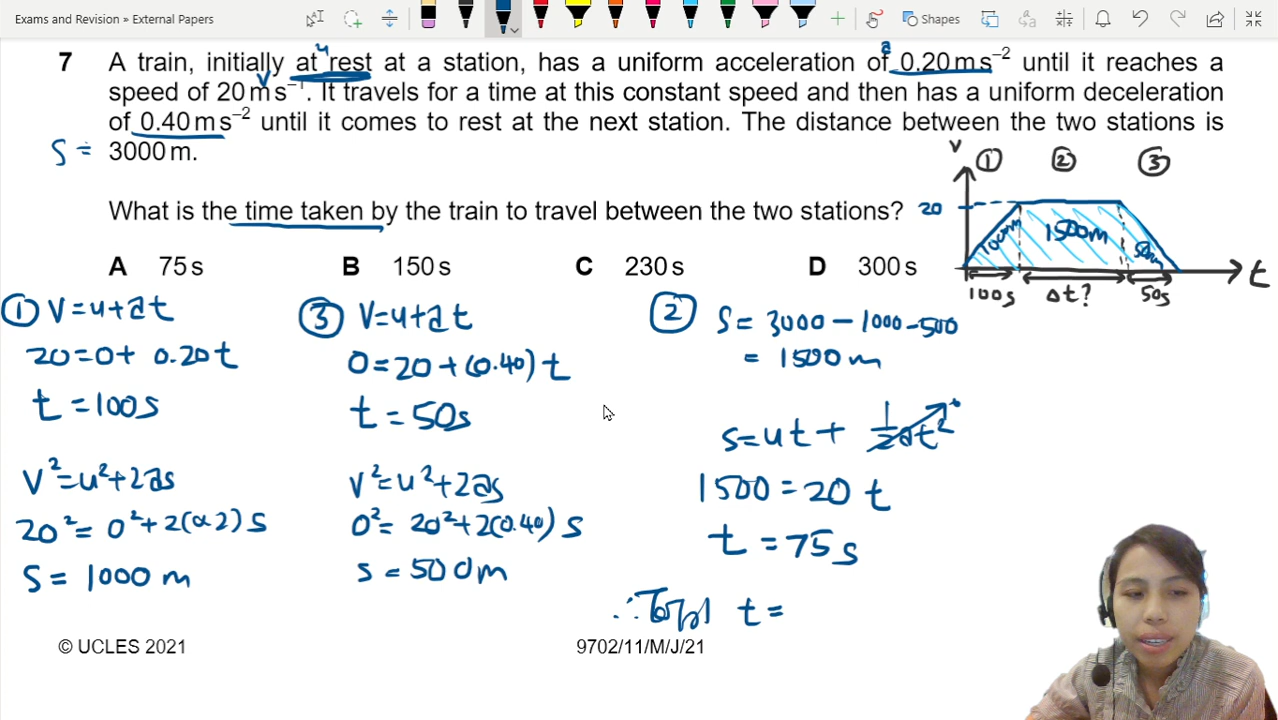 Exams and Revision » External Papers
Shapes
7 A train, initially at rest at a station, has a uniform acceleration of 0.20 m s⁻² until it reaches a
speed of 20 m s⁻¹. It travels for a time at this constant speed and then has a uniform deceleration
of 0.40 m s⁻² until it comes to rest at the next station. The distance between the two stations is
3000 m.
u
v
a
S =
What is the time taken by the train to travel between the two stations?
A 75 s B 150 s C 230 s D 300 s
v
① ② ③
20
1000m 1500m 500m
t
100s Δt? 50s
① V=u+at
20=0+ 0.20t
t =100s
V²=u²+2as
20²= 0²+2(0.2)S
S= 1000 m
③ V=u+at
0=20+(0.40)t
t =50s
V²=u²+2as
0²= 20²+2(0.40)S
s =500m
② S= 3000 -1000-500
= 1500 m
s=ut+ ½at²
1500 =20 t
t =75 s
∴Total t=
© UCLES 2021
9702/11/M/J/21